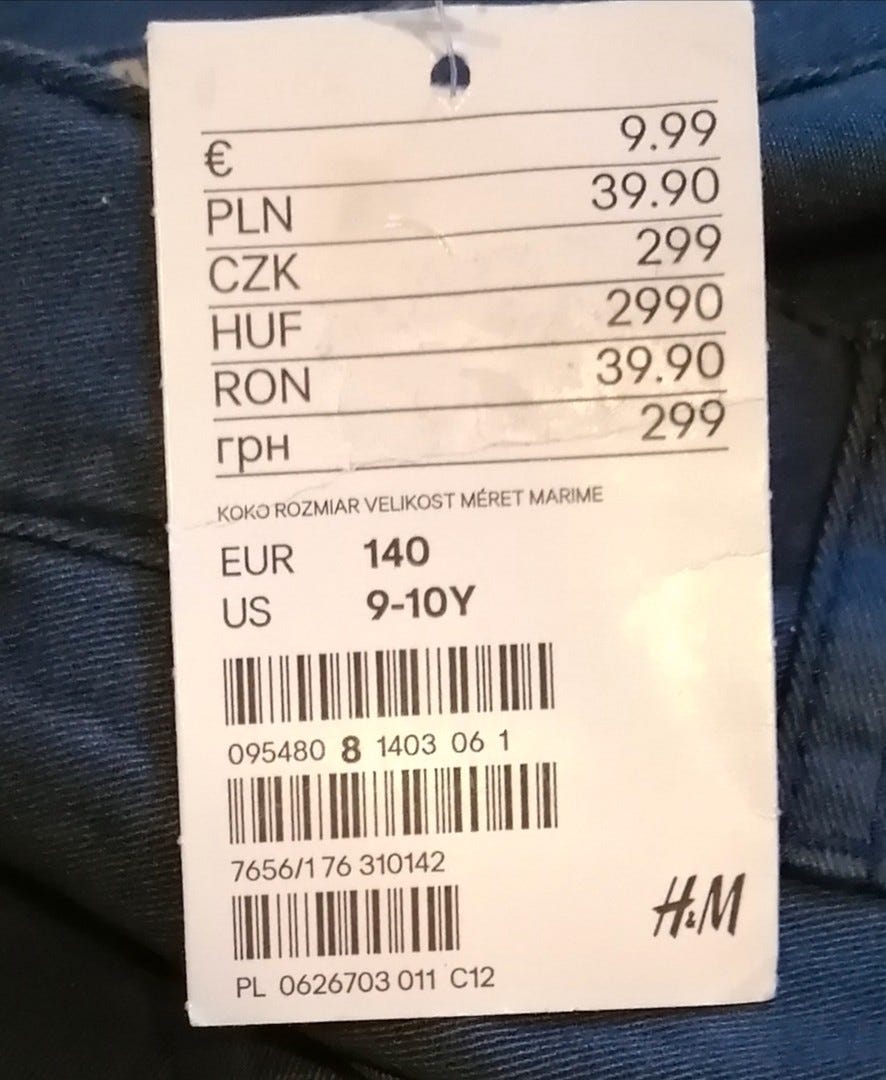 € 9.99
PLN 39.90
CZK 299
HUF 2990
RON 39.90
грн 299
KOKO ROZMIAR VELIKOST MÉRET MARIME
EUR 140
US 9-10Y
095480 8 1403 06 1
7656/1 76 310142
H&M
PL 0626703 011 C12